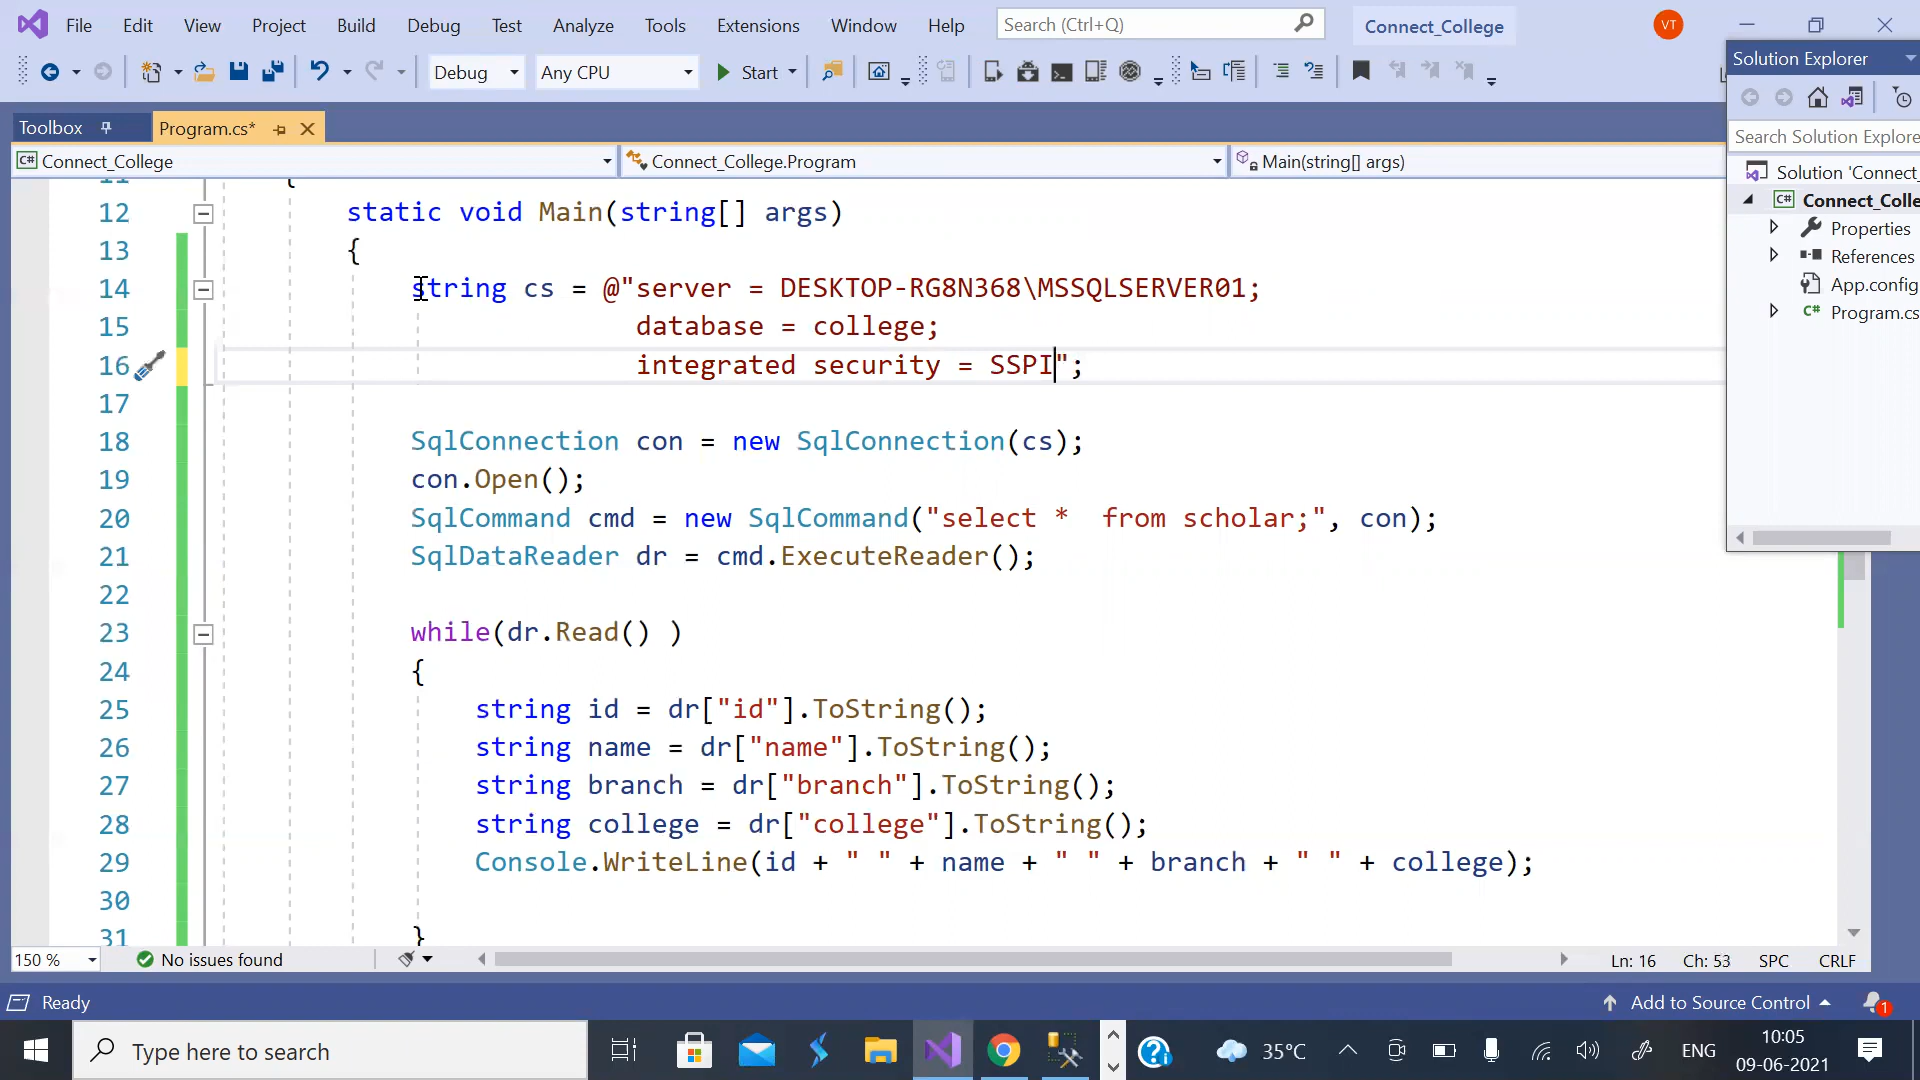 File Edit View Project Build Debug Test Analyze Tools Extensions Window Help Search (Ctrl+Q) Connect_College VT
Debug Any CPU Start
Solution Explorer
Toolbox Program.cs*
Search Solution Explore
C# Connect_College Connect_College.Program Main(string[] args)
Solution 'Connect_
C# Connect_Colle
Properties
References
App.config
C# Program.cs
11 {
12 static void Main(string[] args)
13 {
14 string cs = @"server = DESKTOP-RG8N368\MSSQLSERVER01;
15 database = college;
16 integrated security = SSPI";
17
18 SqlConnection con = new SqlConnection(cs);
19 con.Open();
20 SqlCommand cmd = new SqlCommand("select *  from scholar;", con);
21 SqlDataReader dr = cmd.ExecuteReader();
22
23 while(dr.Read() )
24 {
25 string id = dr["id"].ToString();
26 string name = dr["name"].ToString();
27 string branch = dr["branch"].ToString();
28 string college = dr["college"].ToString();
29 Console.WriteLine(id + " " + name + " " + branch + " " + college);
30
31 }
150 % No issues found Ln: 16 Ch: 53 SPC CRLF
Ready Add to Source Control 1
Type here to search 35°C ENG 10:05
09-06-2021